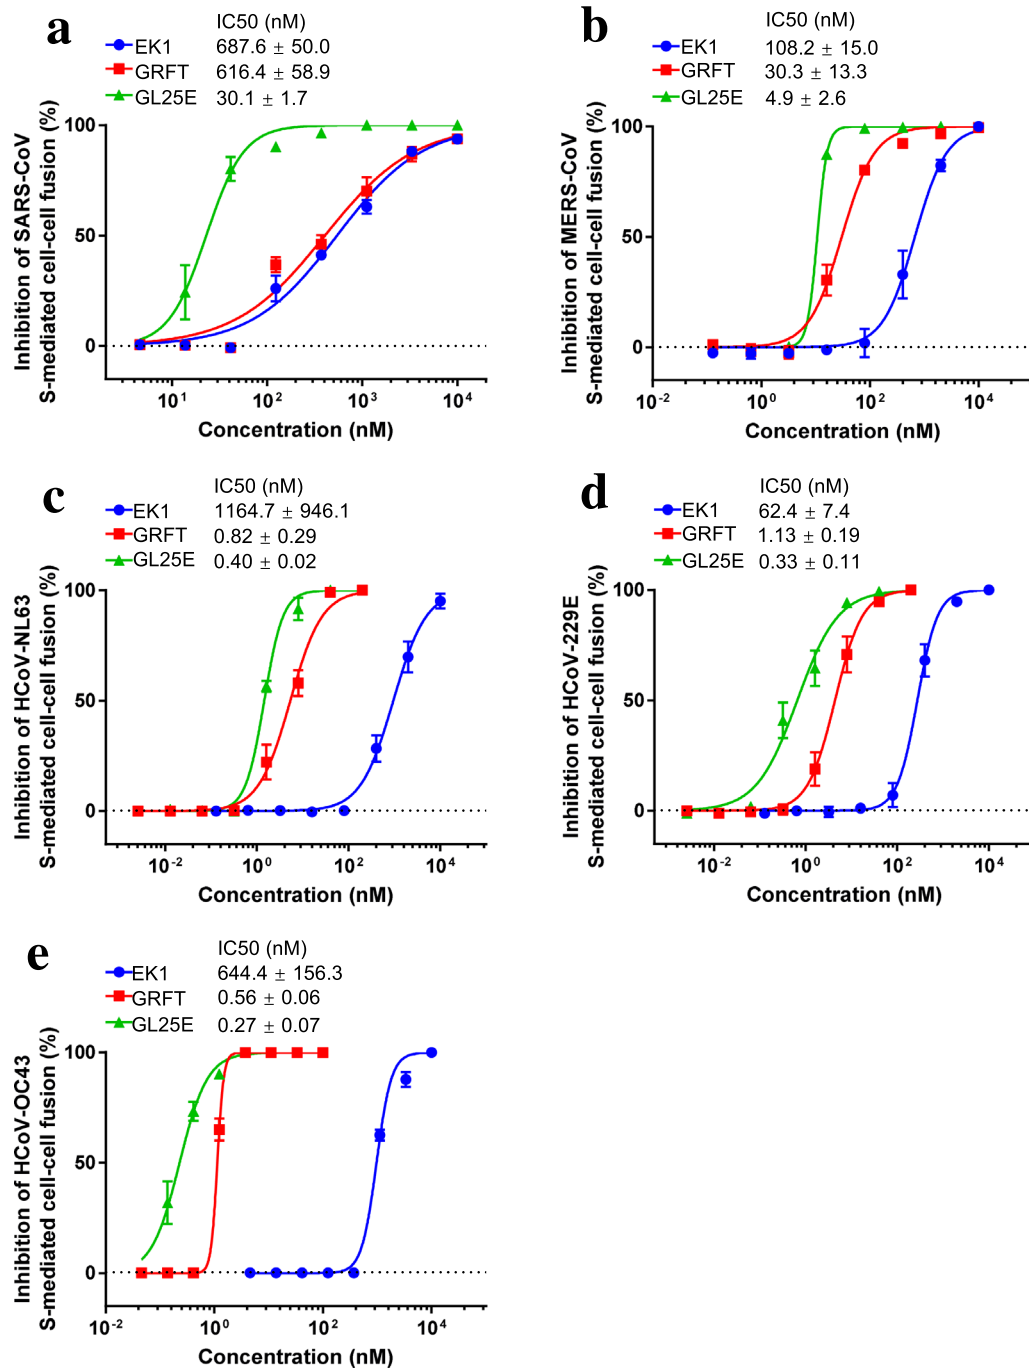 a
IC50 (nM)
EK1 687.6 ± 50.0
GRFT 616.4 ± 58.9
GL25E 30.1 ± 1.7
Inhibition of SARS-CoV
S-mediated cell-cell fusion (%)
100
50
0
10¹ 10² 10³ 10⁴
Concentration (nM)
b
IC50 (nM)
EK1 108.2 ± 15.0
GRFT 30.3 ± 13.3
GL25E 4.9 ± 2.6
Inhibition of MERS-CoV
S-mediated cell-cell fusion (%)
100
50
0
10⁻² 10⁰ 10² 10⁴
Concentration (nM)
c
IC50 (nM)
EK1 1164.7 ± 946.1
GRFT 0.82 ± 0.29
GL25E 0.40 ± 0.02
Inhibition of HCoV-NL63
S-mediated cell-cell fusion (%)
100
50
0
10⁻² 10⁰ 10² 10⁴
Concentration (nM)
d
IC50 (nM)
EK1 62.4 ± 7.4
GRFT 1.13 ± 0.19
GL25E 0.33 ± 0.11
Inhibition of HCoV-229E
S-mediated cell-cell fusion (%)
100
50
0
10⁻² 10⁰ 10² 10⁴
Concentration (nM)
e
IC50 (nM)
EK1 644.4 ± 156.3
GRFT 0.56 ± 0.06
GL25E 0.27 ± 0.07
Inhibition of HCoV-OC43
S-mediated cell-cell fusion (%)
100
50
0
10⁻² 10⁰ 10² 10⁴
Concentration (nM)